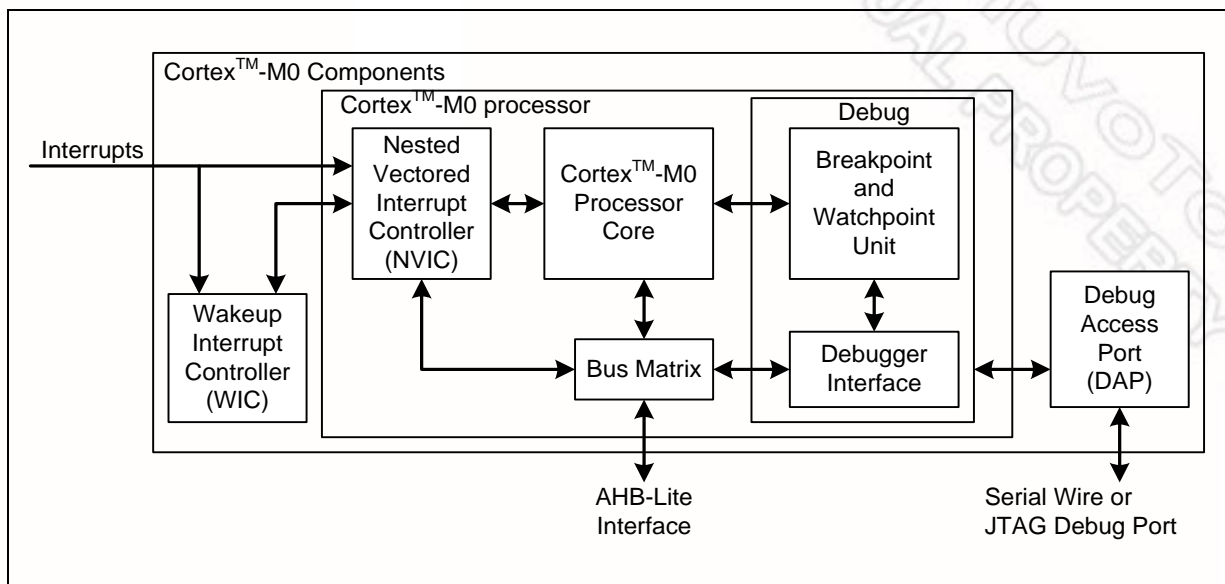 Cortex™-M0 Components
Cortex™-M0 processor
Debug
Interrupts
Nested
Vectored
Interrupt
Controller
(NVIC)
Cortex™-M0
Processor
Core
Breakpoint
and
Watchpoint
Unit
Wakeup
Interrupt
Controller
(WIC)
Bus Matrix
Debugger
Interface
Debug
Access
Port
(DAP)
AHB-Lite
Interface
Serial Wire or
JTAG Debug Port
PROPERTY